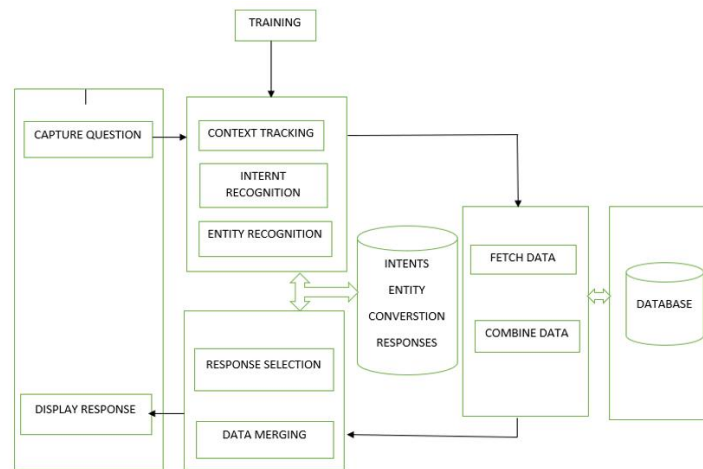 TRAINING
CAPTURE QUESTION
CONTEXT TRACKING
INTERNT
RECOGNITION
ENTITY RECOGNITION
INTENTS
ENTITY
CONVERSTION
RESPONSES
FETCH DATA
COMBINE DATA
DATABASE
RESPONSE SELECTION
DATA MERGING
DISPLAY RESPONSE